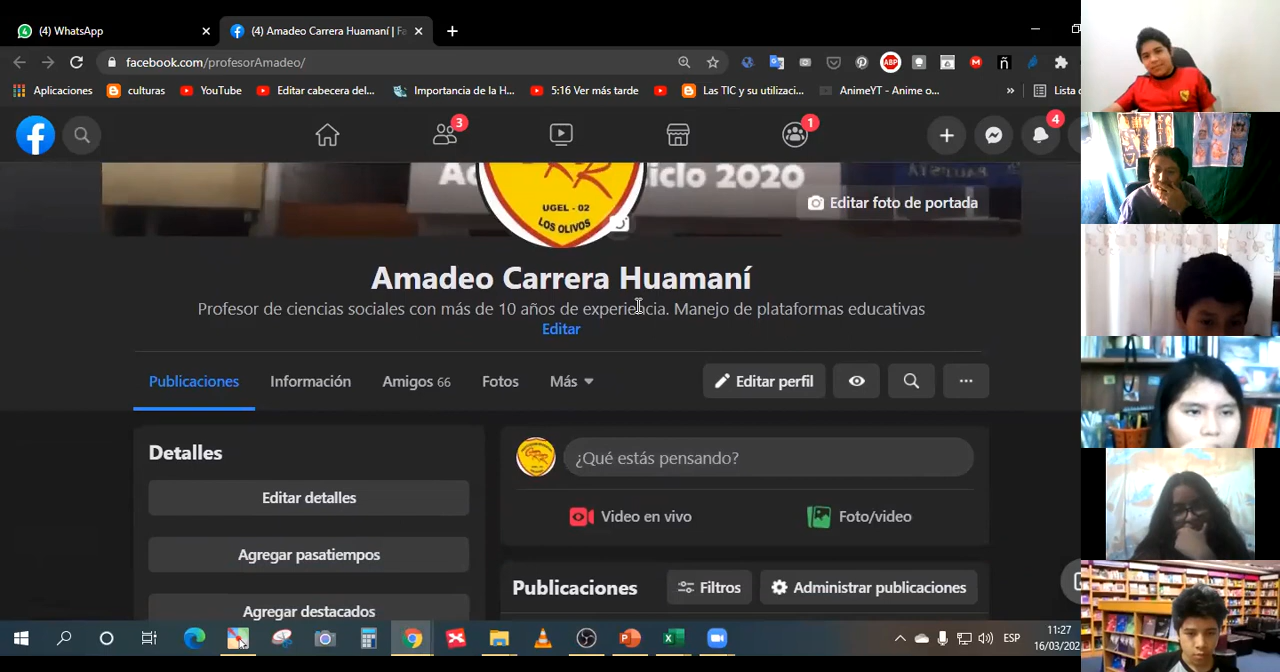 (4) WhatsApp
(4) Amadeo Carrera Huamaní | Fa
facebook.com/profesorAmadeo/
Aplicaciones
culturas
YouTube
Editar cabecera del...
Importancia de la H...
5:16 Ver más tarde
Las TIC y su utilizaci...
AnimeYT - Anime o...
»
Lista
ABP
M
ñ
3
1
4
iclo 2020
UGEL - 02
LOS OLIVOS
Editar foto de portada
Amadeo Carrera Huamaní
Profesor de ciencias sociales con más de 10 años de experiencia. Manejo de plataformas educativas
Editar
Publicaciones
Información
Amigos 66
Fotos
Más
Editar perfil
Detalles
¿Qué estás pensando?
Editar detalles
Video en vivo
Foto/video
Agregar pasatiempos
Publicaciones
Filtros
Administrar publicaciones
Agregar destacados
ESP
11:27
16/03/202